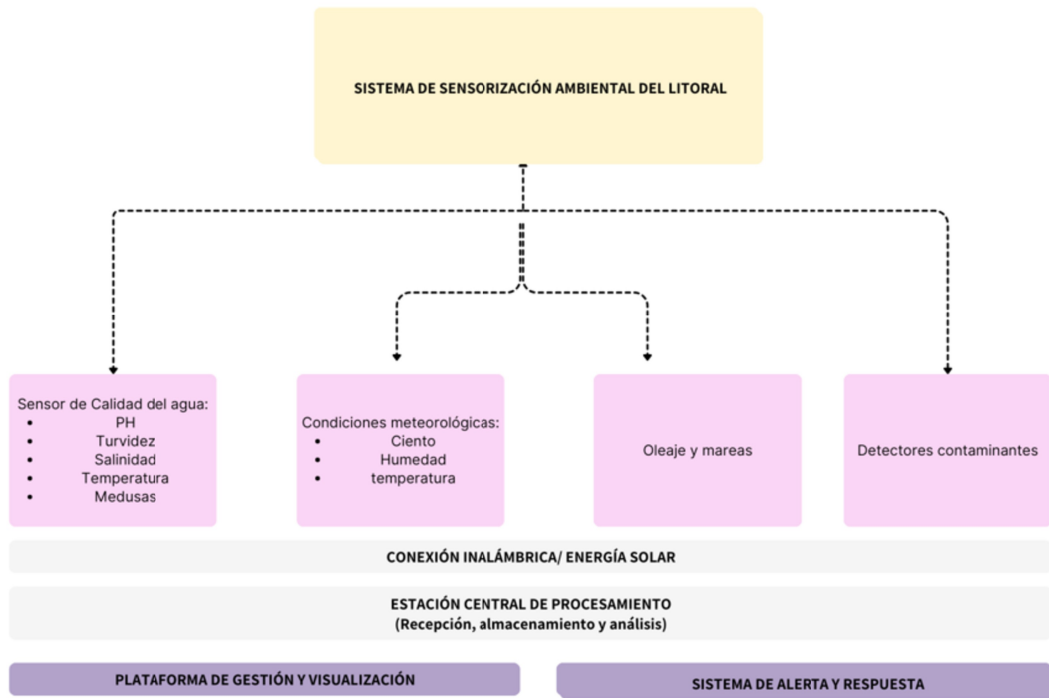 SISTEMA DE SENSORIZACIÓN AMBIENTAL DEL LITORAL
Sensor de Calidad del agua:
• PH
• Turvidez
• Salinidad
• Temperatura
• Medusas
Condiciones meteorológicas:
• Ciento
• Humedad
• temperatura
Oleaje y mareas
Detectores contaminantes
CONEXIÓN INALÁMBRICA/ ENERGÍA SOLAR
ESTACIÓN CENTRAL DE PROCESAMIENTO
(Recepción, almacenamiento y análisis)
PLATAFORMA DE GESTIÓN Y VISUALIZACIÓN
SISTEMA DE ALERTA Y RESPUESTA